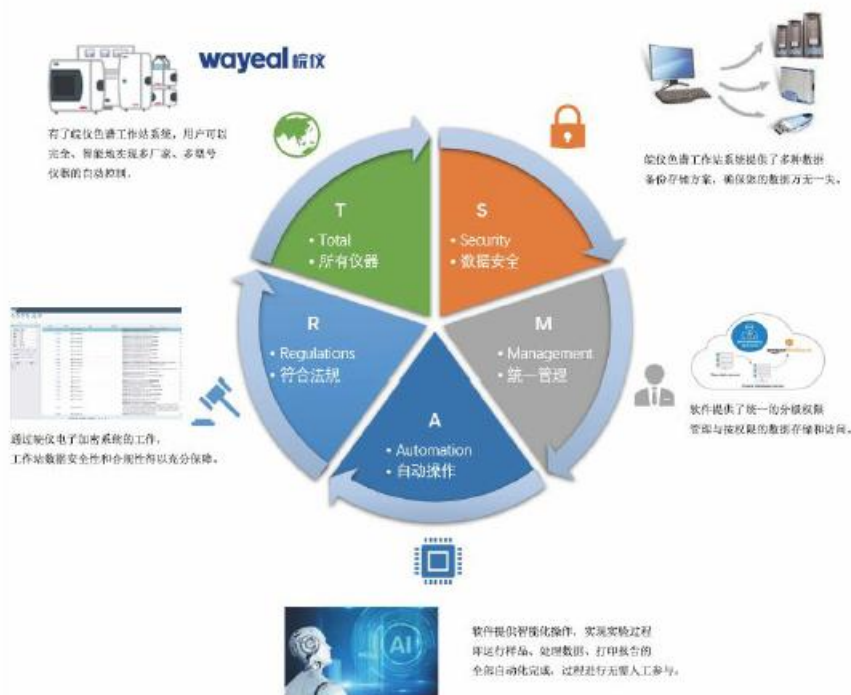 wayeal 皖仪
有了皖仪色谱工作站系统，用户可以
完全、智能地实现多厂家、多型号
仪器的自动控制。
皖仪色谱工作站系统提供了多种数据
备份存储方案，确保您的数据万无一失。
T
• Total
• 所有仪器
S
• Security
• 数据安全
R
• Regulations
• 符合法规
M
• Management
• 统一管理
A
• Automation
• 自动操作
通过皖仪电子加密系统的工作，
工作站数据安全性和合规性得以充分保障。
软件提供了统一的分级权限
管理与按权限的数据存储和访问。
AI
软件提供智能化操作，实现实验过程
即运行样品、处理数据、打印报告的
全部自动化完成，过程进行无需人工参与。